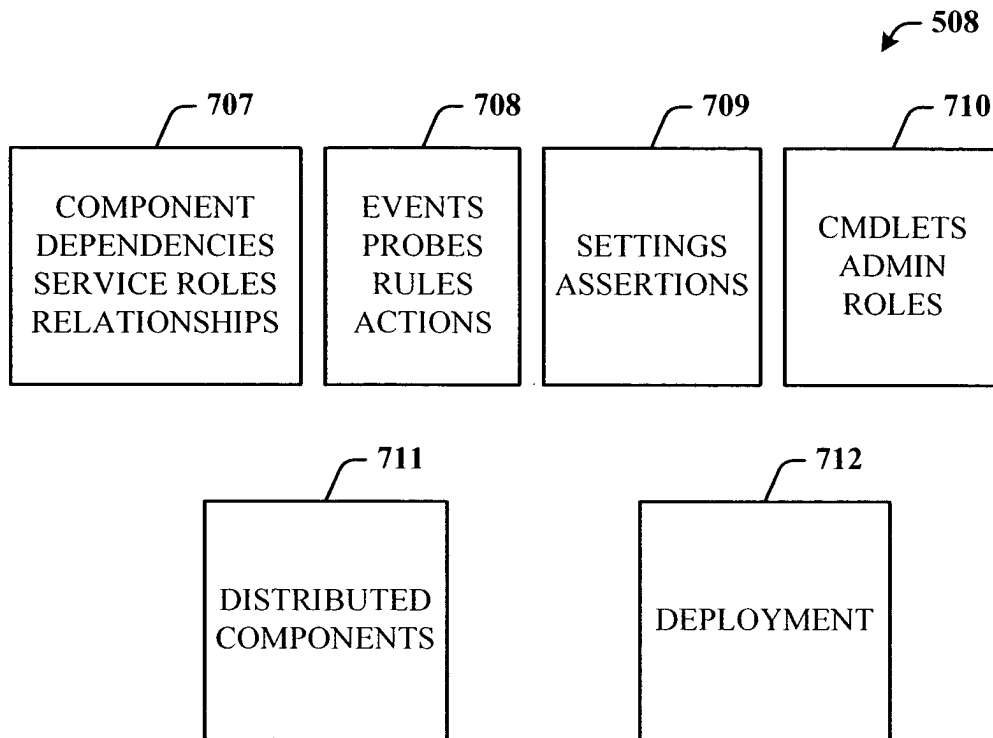 508
707
708
709
710
COMPONENT
DEPENDENCIES
SERVICE ROLES
RELATIONSHIPS
EVENTS
PROBES
RULES
ACTIONS
SETTINGS
ASSERTIONS
CMDLETS
ADMIN
ROLES
711
712
DISTRIBUTED
COMPONENTS
DEPLOYMENT